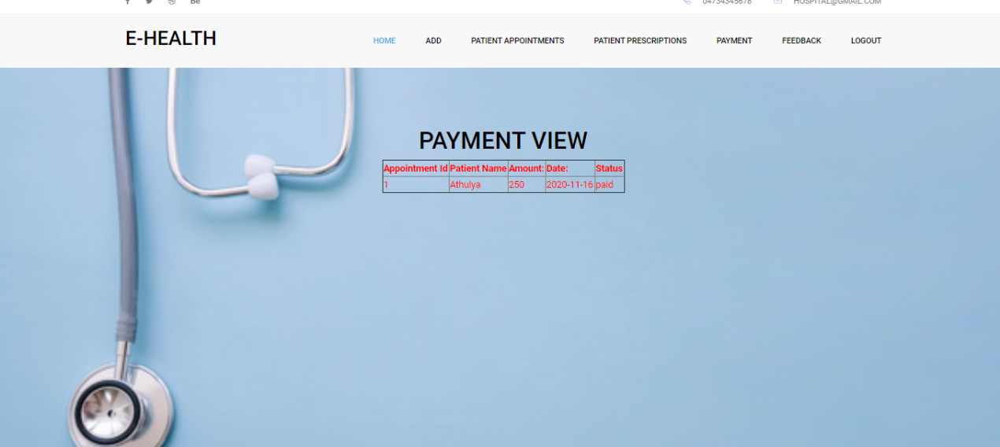 04734345678 HOSPITAL@GMAIL.COM
E-HEALTH HOME ADD PATIENT APPOINTMENTS PATIENT PRESCRIPTIONS PAYMENT FEEDBACK LOGOUT
PAYMENT VIEW
Appointment Id Patient Name Amount: Date: Status
1 Athulya 250 2020-11-16 paid